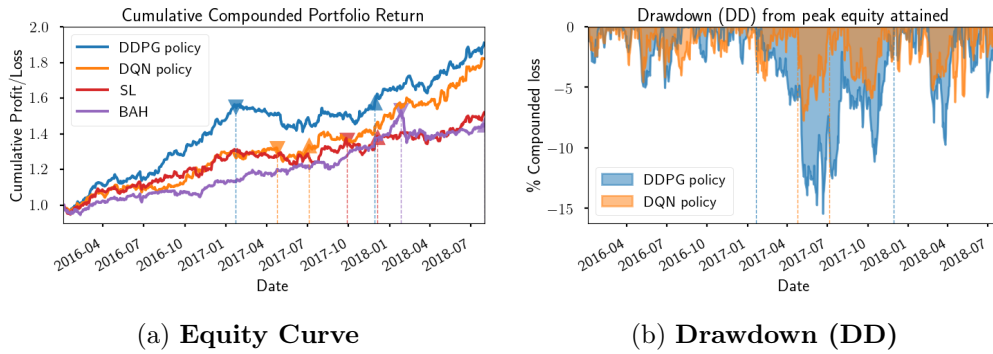 Cumulative Compounded Portfolio Return
Cumulative Profit/Loss
2.0
1.8
1.6
1.4
1.2
1.0
DDPG policy
DQN policy
SL
BAH
2016-04
2016-07
2016-10
2017-01
2017-04
2017-07
2017-10
2018-01
2018-04
2018-07
Date
(a) Equity Curve
Drawdown (DD) from peak equity attained
% Compounded loss
0
−5
−10
−15
DDPG policy
DQN policy
2016-04
2016-07
2016-10
2017-01
2017-04
2017-07
2017-10
2018-01
2018-04
2018-07
Date
(b) Drawdown (DD)